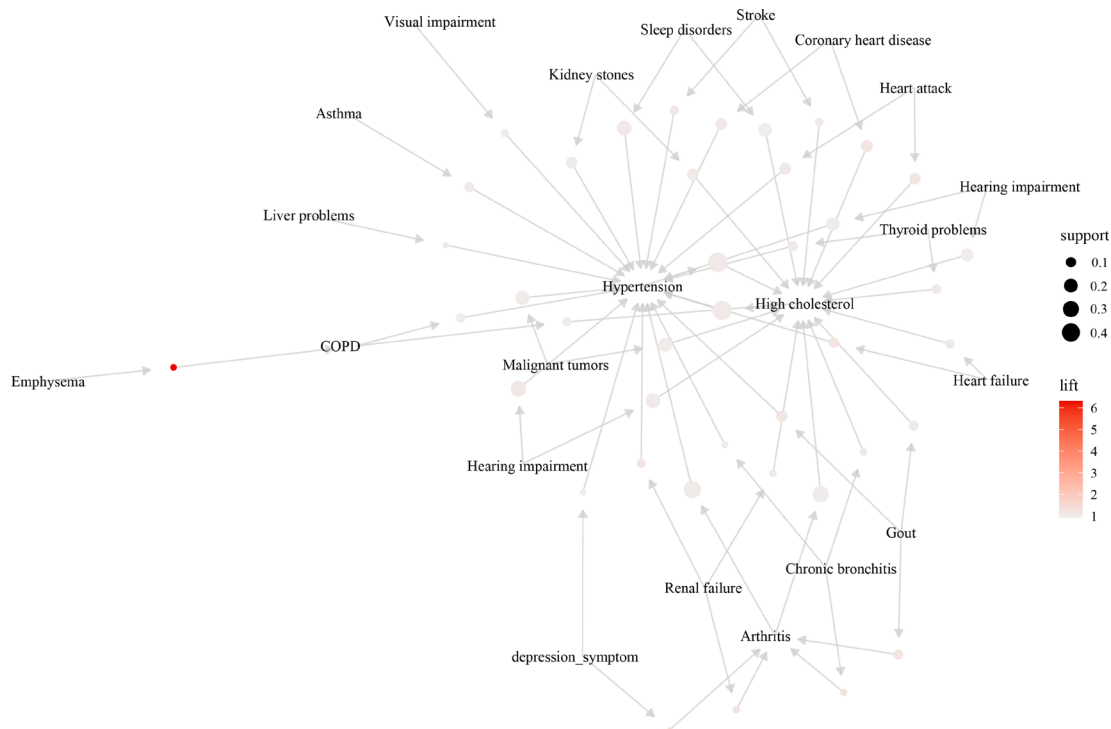 Visual impairment
Stroke
Sleep disorders
Coronary heart disease
Kidney stones
Heart attack
Asthma
Hearing impairment
Liver problems
Thyroid problems
support
0.1
0.2
0.3
0.4
Hypertension
High cholesterol
COPD
Malignant tumors
Emphysema
Heart failure
lift
6
5
4
3
2
1
Hearing impairment
Gout
Chronic bronchitis
Renal failure
Arthritis
depression_symptom